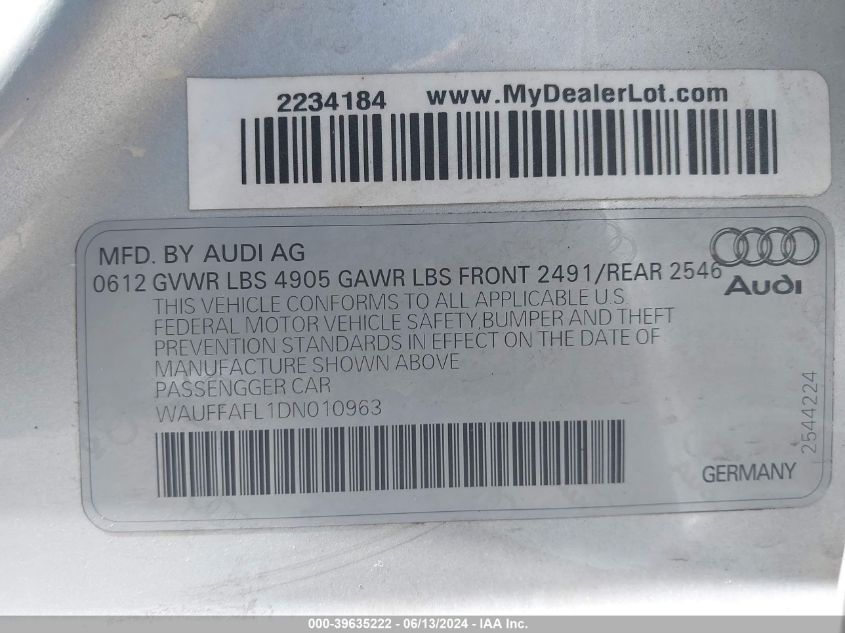 2234184 www.MyDealerLot.com
MFD. BY AUDI AG
0612 GVWR LBS 4905 GAWR LBS FRONT 2491/REAR 2546
Audi
THIS VEHICLE CONFORMS TO ALL APPLICABLE U.S.
FEDERAL MOTOR VEHICLE SAFETY,BUMPER AND THEFT
PREVENTION STANDARDS IN EFFECT ON THE DATE OF
MANUFACTURE SHOWN ABOVE
PASSENGGER CAR
WAUFFAFL1DN010963
2544224
GERMANY
000-39635222 - 06/13/2024 - IAA Inc.